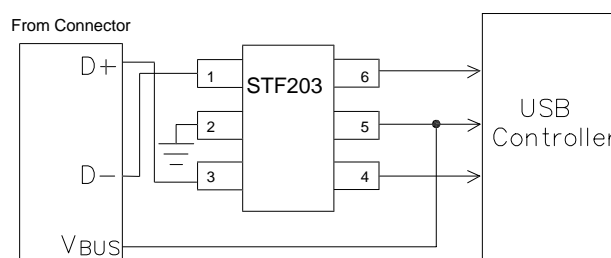 From Connector
D+
D-
VBUS
1
2
3
STF203
6
5
4
USB
Controller